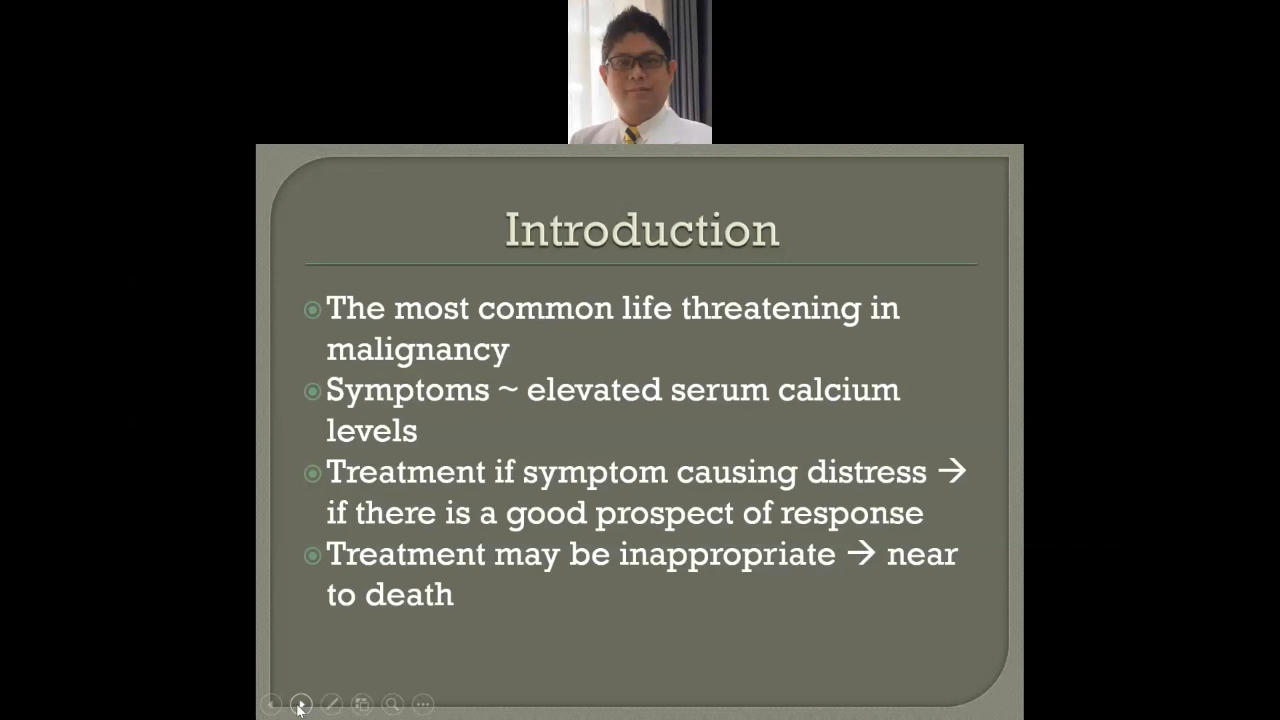 Introduction
The most common life threatening in
malignancy
Symptoms ~ elevated serum calcium
levels
Treatment if symptom causing distress →
if there is a good prospect of response
Treatment may be inappropriate → near
to death